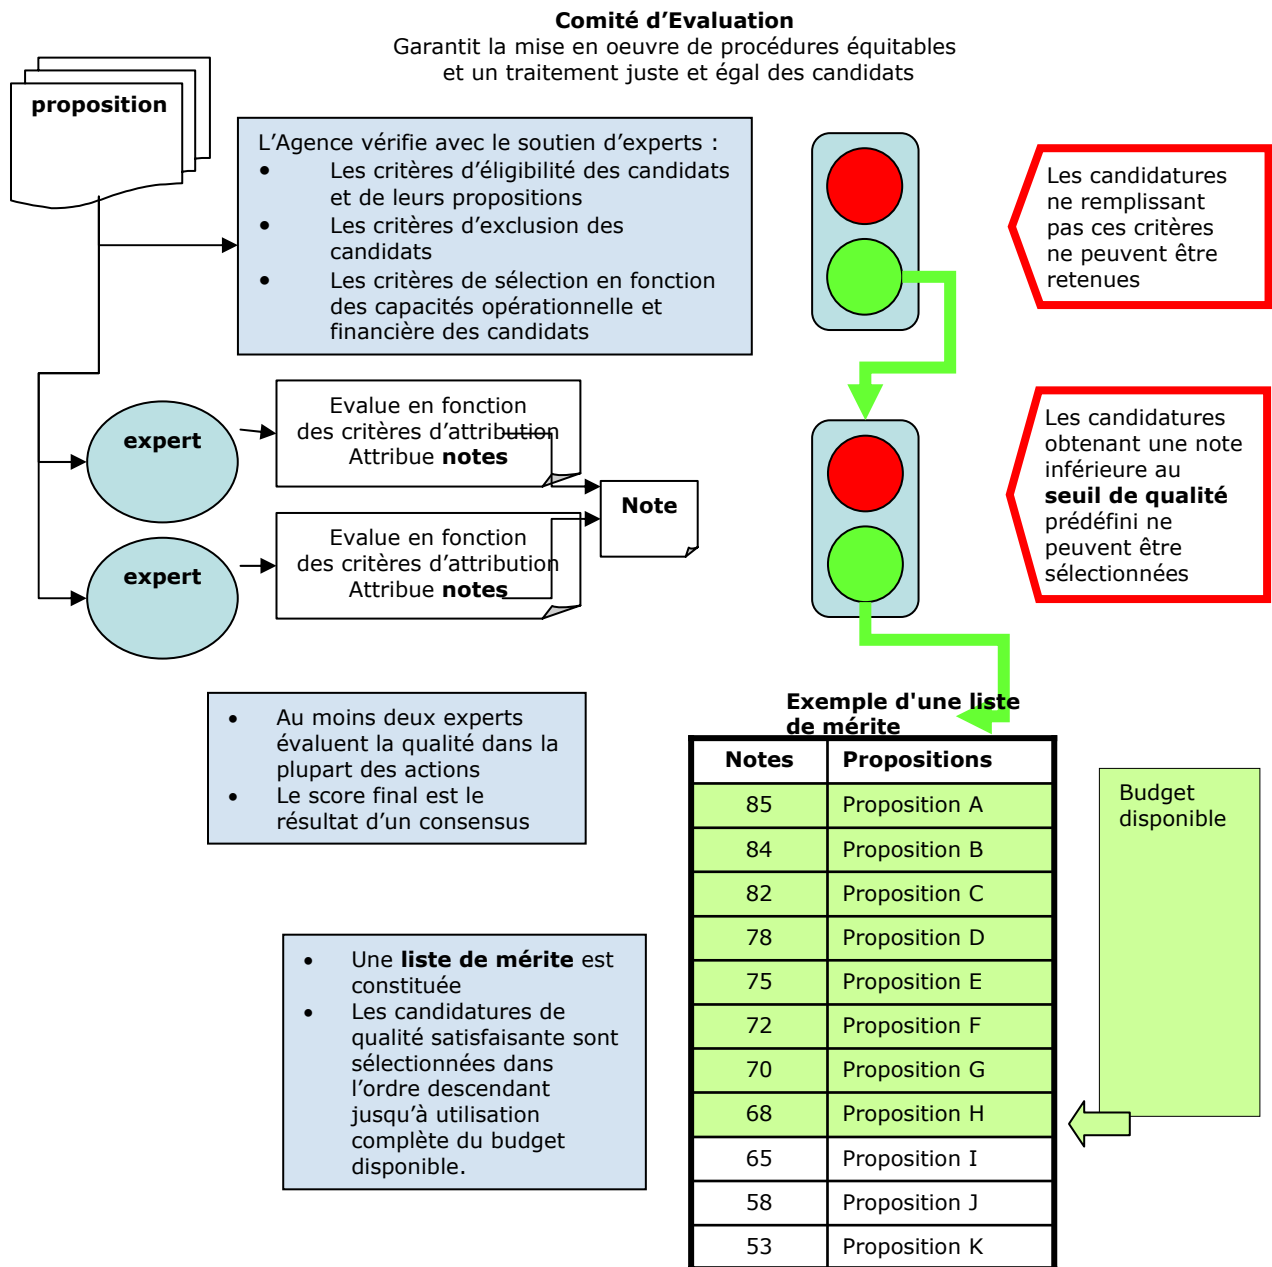 Comité d’Evaluation
Garantit la mise en oeuvre de procédures équitables
et un traitement juste et égal des candidats
proposition
L’Agence vérifie avec le soutien d’experts :
• Les critères d’éligibilité des candidats
et de leurs propositions
• Les critères d’exclusion des
candidats
• Les critères de sélection en fonction
des capacités opérationnelle et
financière des candidats
Les candidatures
ne remplissant
pas ces critères
ne peuvent être
retenues
expert
Evalue en fonction
des critères d’attribution
Attribue notes
Note
expert
Evalue en fonction
des critères d’attribution
Attribue notes
Les candidatures
obtenant une note
inférieure au
seuil de qualité
prédéfini ne
peuvent être
sélectionnées
• Au moins deux experts
évaluent la qualité dans la
plupart des actions
• Le score final est le
résultat d’un consensus
• Une liste de mérite est
constituée
• Les candidatures de
qualité satisfaisante sont
sélectionnées dans
l’ordre descendant
jusqu’à utilisation
complète du budget
disponible.
Exemple d'une liste
de mérite
Notes Propositions
85 Proposition A
84 Proposition B
82 Proposition C
78 Proposition D
75 Proposition E
72 Proposition F
70 Proposition G
68 Proposition H
65 Proposition I
58 Proposition J
53 Proposition K
Budget
disponible